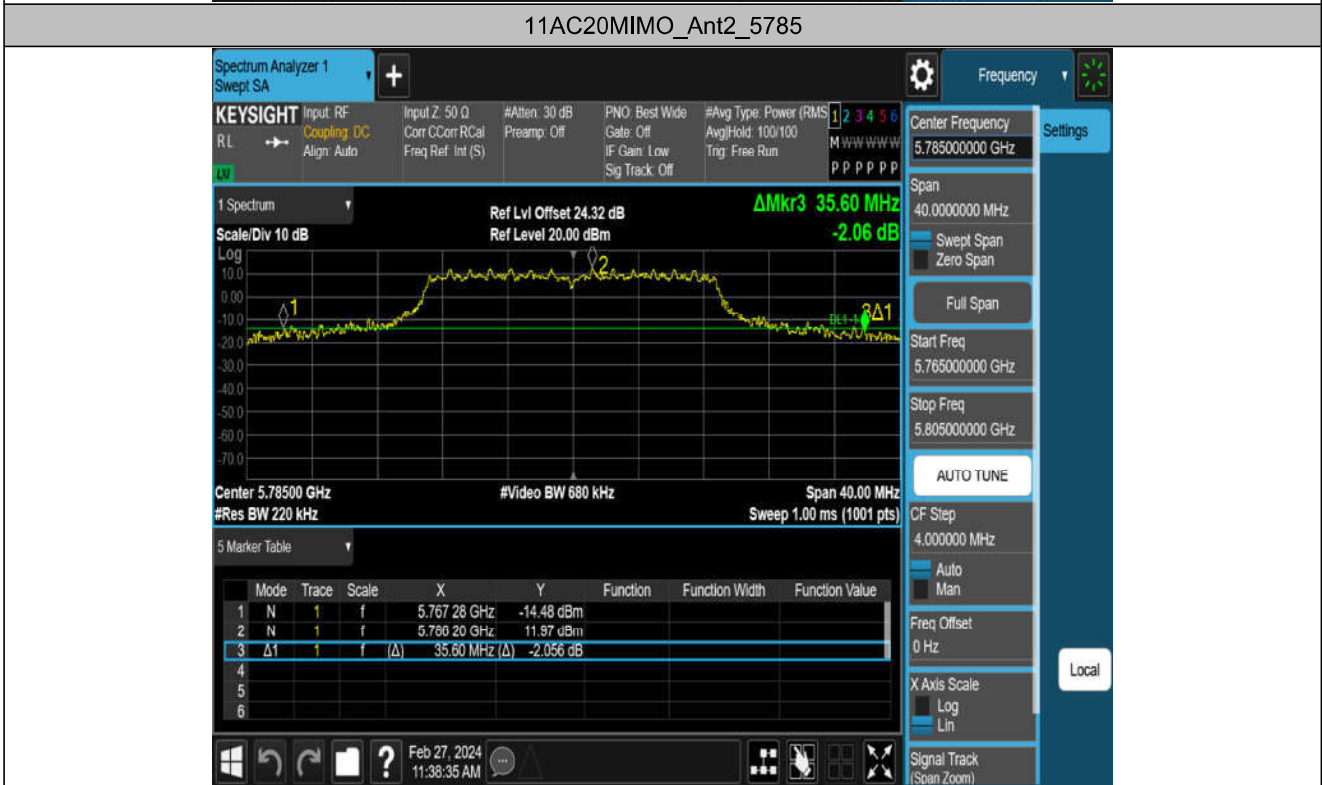 11AC20MIMO_Ant2_5785
Spectrum Analyzer 1
Swept SA
+
Frequency
KEYSIGHT
RL
LXI
Input: RF
Coupling: DC
Align: Auto
Input Z: 50 Ω
Corr CCorr RCal
Freq Ref: Int (S)
#Atten: 30 dB
Preamp: Off
PNO: Best Wide
Gate: Off
IF Gain: Low
Sig Track: Off
#Avg Type: Power (RMS
Avg|Hold: 100/100
Trig: Free Run
1 2 3 4 5 6
M W W W W W
P P P P P P
1 Spectrum
Scale/Div 10 dB
Ref Lvl Offset 24.32 dB
Ref Level 20.00 dBm
ΔMkr3 35.60 MHz
-2.06 dB
Log
10.0
0.00
-10.0
-20.0
-30.0
-40.0
-50.0
-60.0
-70.0
1
2
3Δ1
Center 5.78500 GHz
#Res BW 220 kHz
#Video BW 680 kHz
Span 40.00 MHz
Sweep 1.00 ms (1001 pts)
5 Marker Table
Mode Trace Scale X Y Function Function Width Function Value
1 N 1 f 5.767 28 GHz -14.48 dBm
2 N 1 f 5.786 20 GHz 11.97 dBm
3 Δ1 1 f (Δ) 35.60 MHz (Δ) -2.056 dB
4
5
6
?
Feb 27, 2024
11:38:35 AM
Center Frequency
5.785000000 GHz
Settings
Span
40.0000000 MHz
Swept Span
Zero Span
Full Span
Start Freq
5.765000000 GHz
Stop Freq
5.805000000 GHz
AUTO TUNE
CF Step
4.000000 MHz
Auto
Man
Freq Offset
0 Hz
Local
X Axis Scale
Log
Lin
Signal Track
(Span Zoom)